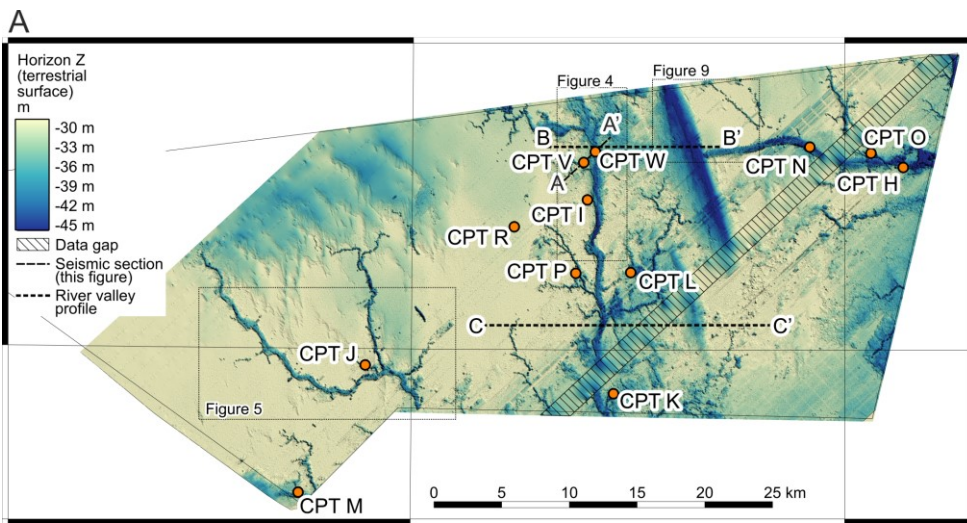 A
Horizon Z
(terrestrial
surface)
m
-30 m
-33 m
-36 m
-39 m
-42 m
-45 m
Data gap
Seismic section
(this figure)
River valley
profile
Figure 4
Figure 9
A'
B
B'
CPT V
CPT W
CPT N
CPT O
CPT H
A
CPT I
CPT R
CPT P
CPT L
C
C'
CPT J
Figure 5
CPT K
CPT M
0 5 10 15 20 25 km